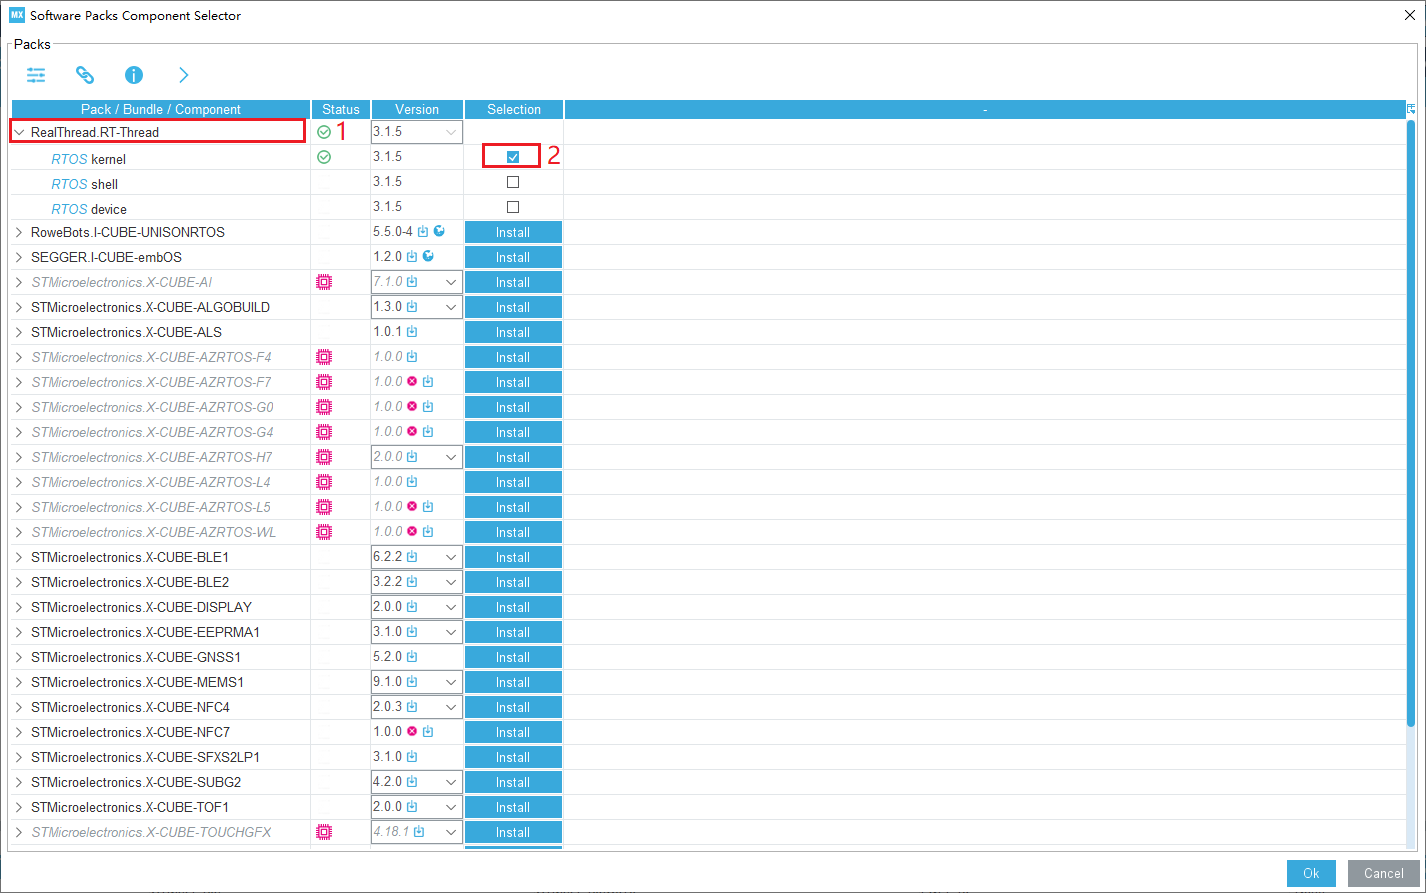 MX Software Packs Component Selector
Packs
Pack / Bundle / Component Status Version Selection -
RealThread.RT-Thread 1 3.1.5
RTOS kernel 3.1.5 2
RTOS shell 3.1.5
RTOS device 3.1.5
RoweBots.I-CUBE-UNISONRTOS 5.5.0-4 Install
SEGGER.I-CUBE-embOS 1.2.0 Install
STMicroelectronics.X-CUBE-AI 7.1.0 Install
STMicroelectronics.X-CUBE-ALGOBUILD 1.3.0 Install
STMicroelectronics.X-CUBE-ALS 1.0.1 Install
STMicroelectronics.X-CUBE-AZRTOS-F4 1.0.0 Install
STMicroelectronics.X-CUBE-AZRTOS-F7 1.0.0 Install
STMicroelectronics.X-CUBE-AZRTOS-G0 1.0.0 Install
STMicroelectronics.X-CUBE-AZRTOS-G4 1.0.0 Install
STMicroelectronics.X-CUBE-AZRTOS-H7 2.0.0 Install
STMicroelectronics.X-CUBE-AZRTOS-L4 1.0.0 Install
STMicroelectronics.X-CUBE-AZRTOS-L5 1.0.0 Install
STMicroelectronics.X-CUBE-AZRTOS-WL 1.0.0 Install
STMicroelectronics.X-CUBE-BLE1 6.2.2 Install
STMicroelectronics.X-CUBE-BLE2 3.2.2 Install
STMicroelectronics.X-CUBE-DISPLAY 2.0.0 Install
STMicroelectronics.X-CUBE-EEPRMA1 3.1.0 Install
STMicroelectronics.X-CUBE-GNSS1 5.2.0 Install
STMicroelectronics.X-CUBE-MEMS1 9.1.0 Install
STMicroelectronics.X-CUBE-NFC4 2.0.3 Install
STMicroelectronics.X-CUBE-NFC7 1.0.0 Install
STMicroelectronics.X-CUBE-SFXS2LP1 3.1.0 Install
STMicroelectronics.X-CUBE-SUBG2 4.2.0 Install
STMicroelectronics.X-CUBE-TOF1 2.0.0 Install
STMicroelectronics.X-CUBE-TOUCHGFX 4.18.1 Install
Ok Cancel